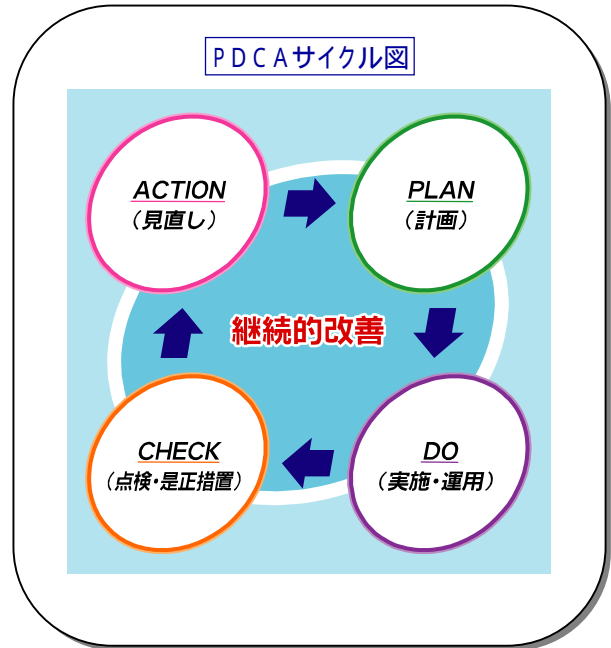 PDCAサイクル図
ACTION
（見直し）
PLAN
（計画）
継続的改善
CHECK
（点検・是正措置）
DO
（実施・運用）